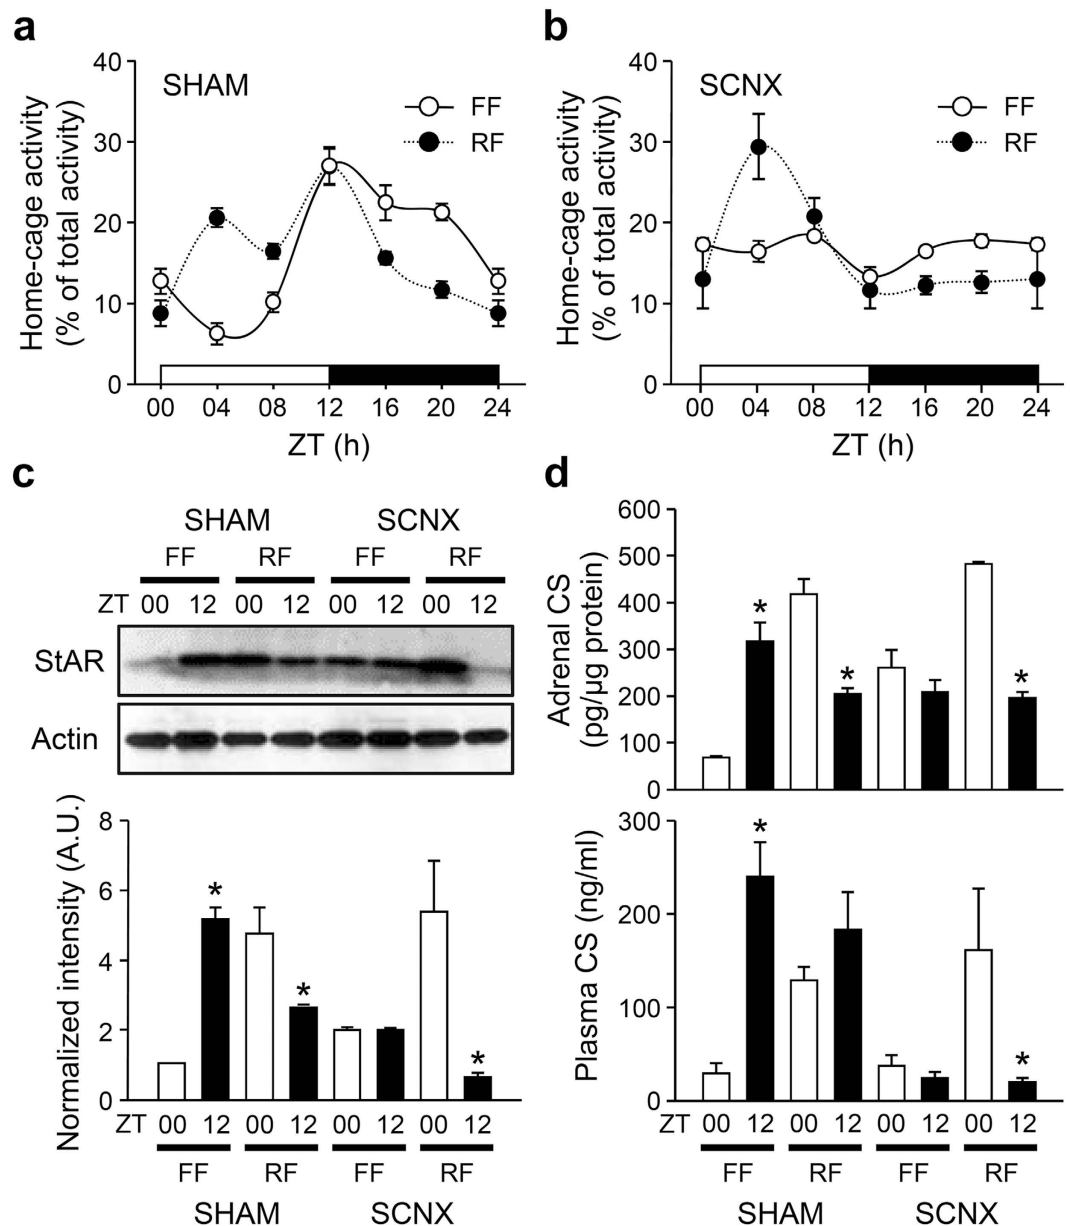 a
SHAM
FF
RF
Home-cage activity
(% of total activity)
40
30
20
10
0
00 04 08 12 16 20 24
ZT (h)
b
SCNX
FF
RF
Home-cage activity
(% of total activity)
40
30
20
10
0
00 04 08 12 16 20 24
ZT (h)
c
SHAM SCNX
FF RF FF RF
ZT 00 12 00 12 00 12 00 12
StAR
Actin
Normalized intensity (A.U.)
8
6
4
2
0
*
*
*
ZT 00 12 00 12 00 12 00 12
FF RF FF RF
SHAM SCNX
d
Adrenal CS
(pg/µg protein)
600
500
400
300
200
100
0
*
*
*
Plasma CS (ng/ml)
300
200
100
0
*
*
ZT 00 12 00 12 00 12 00 12
FF RF FF RF
SHAM SCNX